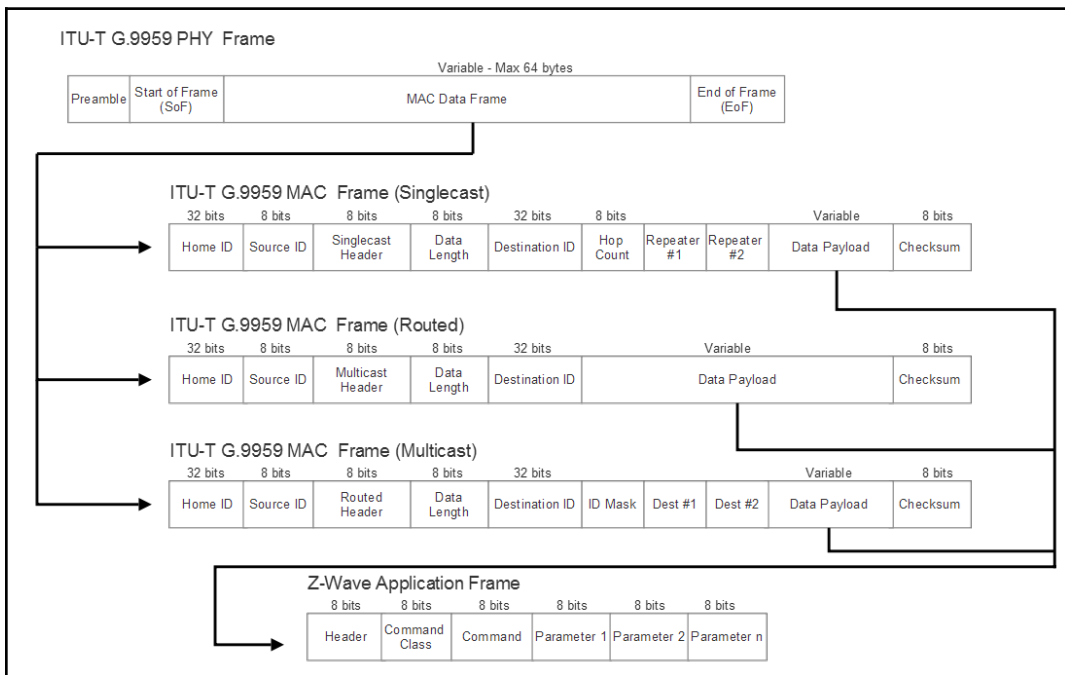 ITU-T G.9959 PHY Frame
Variable - Max 64 bytes
Preamble
Start of Frame
(SoF)
MAC Data Frame
End of Frame
(EoF)
ITU-T G.9959 MAC Frame (Singlecast)
32 bits 8 bits 8 bits 8 bits 32 bits 8 bits Variable 8 bits
Home ID
Source ID
Singlecast
Header
Data
Length
Destination ID
Hop
Count
Repeater
#1
Repeater
#2
Data Payload
Checksum
ITU-T G.9959 MAC Frame (Routed)
32 bits 8 bits 8 bits 8 bits 32 bits Variable 8 bits
Home ID
Source ID
Multicast
Header
Data
Length
Destination ID
Data Payload
Checksum
ITU-T G.9959 MAC Frame (Multicast)
32 bits 8 bits 8 bits 8 bits 32 bits Variable 8 bits
Home ID
Source ID
Routed
Header
Data
Length
Destination ID
ID Mask
Dest #1
Dest #2
Data Payload
Checksum
Z-Wave Application Frame
8 bits 8 bits 8 bits 8 bits 8 bits 8 bits
Header
Command
Class
Command
Parameter 1
Parameter 2
Parameter n